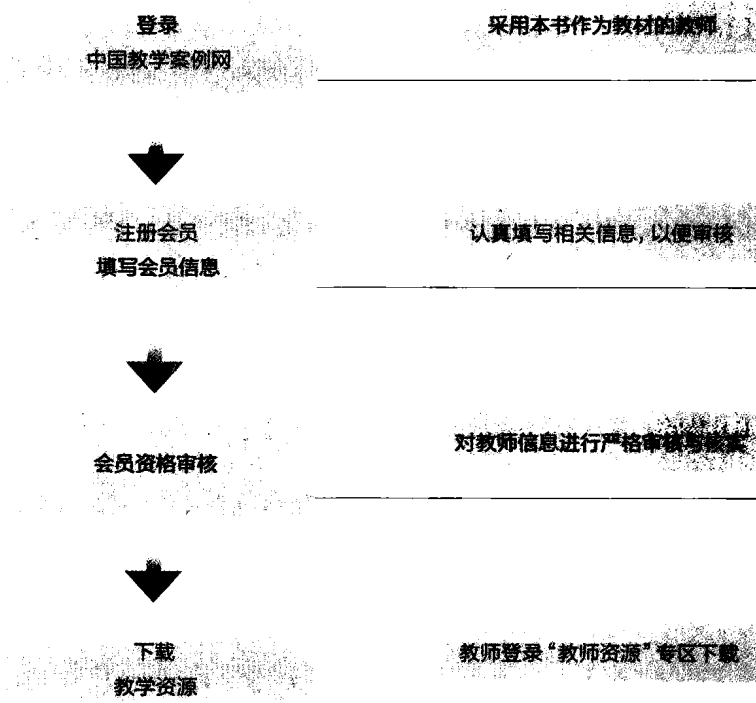 登录
中国教学案例网
采用本书作为教材的教师
注册会员
填写会员信息
认真填写相关信息，以便审核
会员资格审核
对教师信息进行严格审核与核实
下载
教学资源
教师登录“教师资源”专区下载